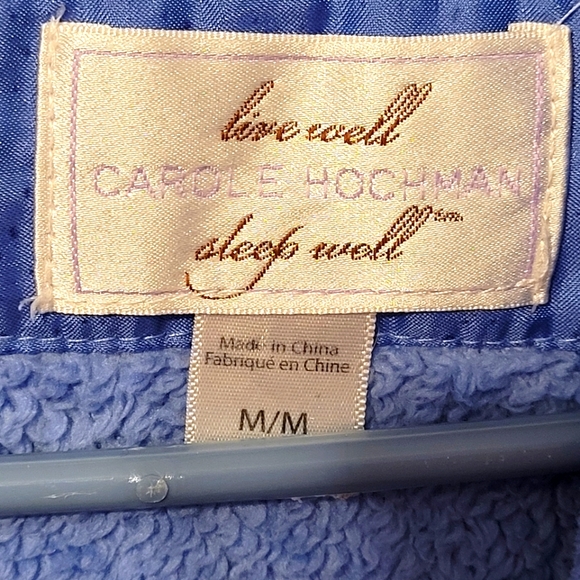 live well
CAROLE HOCHMAN
sleep well™
Made in China
Fabriqué en Chine
M/M